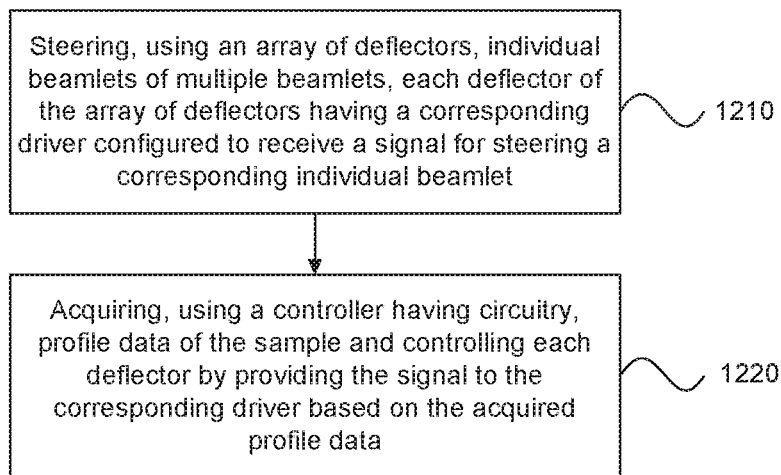 Steering, using an array of deflectors, individual
beamlets of multiple beamlets, each deflector of
the array of deflectors having a corresponding
driver configured to receive a signal for steering a
corresponding individual beamlet
1210
Acquiring, using a controller having circuitry,
profile data of the sample and controlling each
deflector by providing the signal to the
corresponding driver based on the acquired
profile data
1220